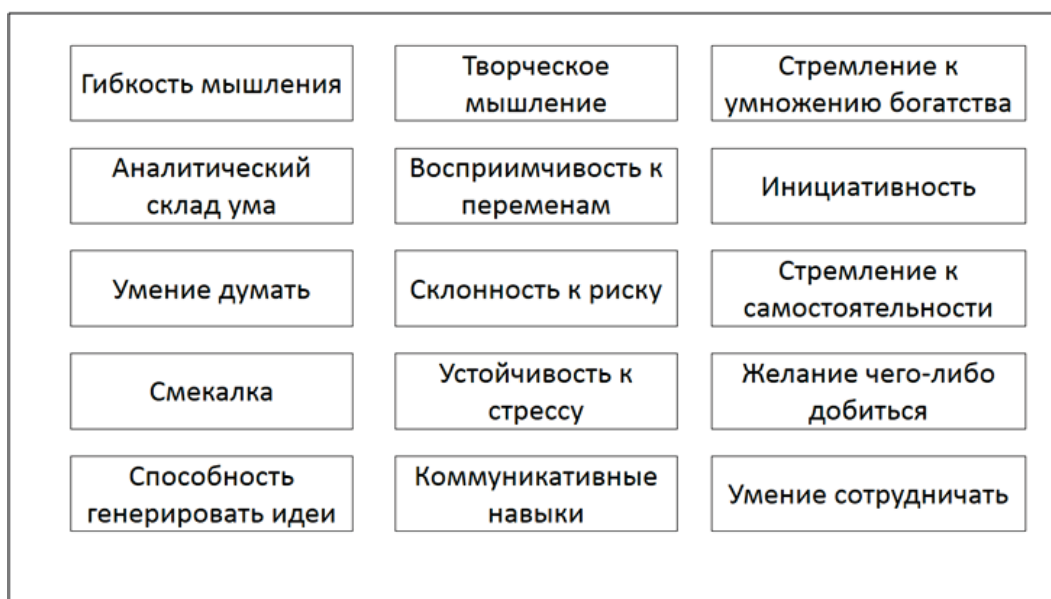 Гибкость мышления
Творческое
мышление
Стремление к
умножению богатства
Аналитический
склад ума
Восприимчивость к
переменам
Инициативность
Умение думать
Склонность к риску
Стремление к
самостоятельности
Смекалка
Устойчивость к
стрессу
Желание чего-либо
добиться
Способность
генерировать идеи
Коммуникативные
навыки
Умение сотрудничать